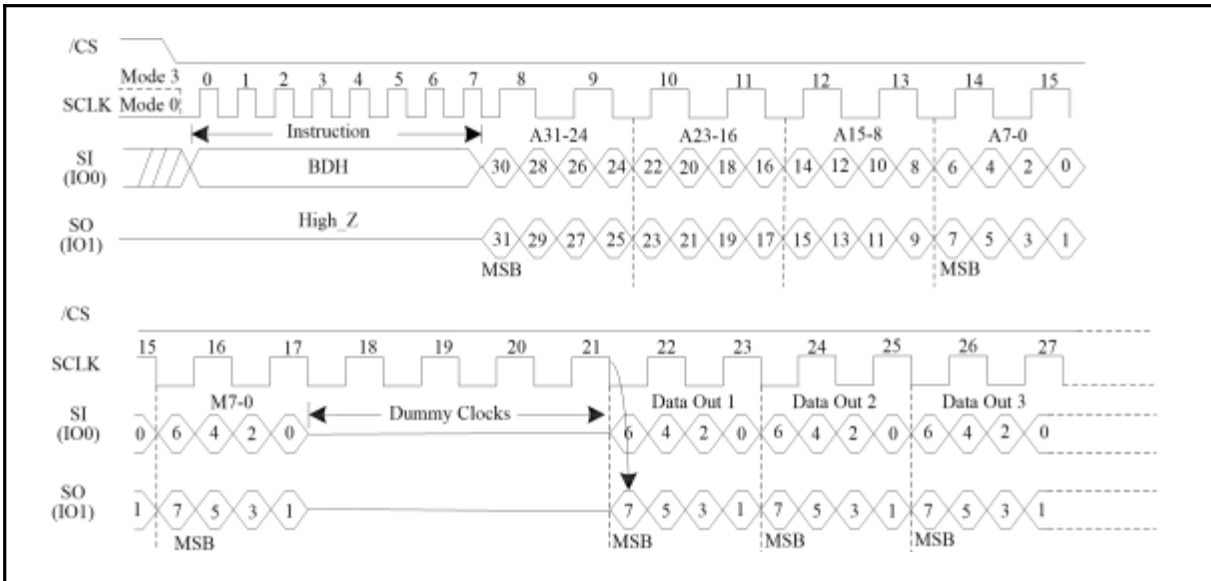 /CS
Mode 3 0 1 2 3 4 5 6 7 8 9 10 11 12 13 14 15
SCLK Mode 0
Instruction A31-24 A23-16 A15-8 A7-0
SI
(IO0)
BDH 30 28 26 24 22 20 18 16 14 12 10 8 6 4 2 0
High_Z
SO
(IO1)
31 29 27 25 23 21 19 17 15 13 11 9 7 5 3 1
MSB MSB
/CS
15 16 17 18 19 20 21 22 23 24 25 26 27
SCLK
M7-0 Dummy Clocks Data Out 1 Data Out 2 Data Out 3
SI
(IO0)
0 6 4 2 0 6 4 2 0 6 4 2 0 6 4 2 0
SO
(IO1)
1 7 5 3 1 7 5 3 1 7 5 3 1 7 5 3 1
MSB MSB MSB MSB